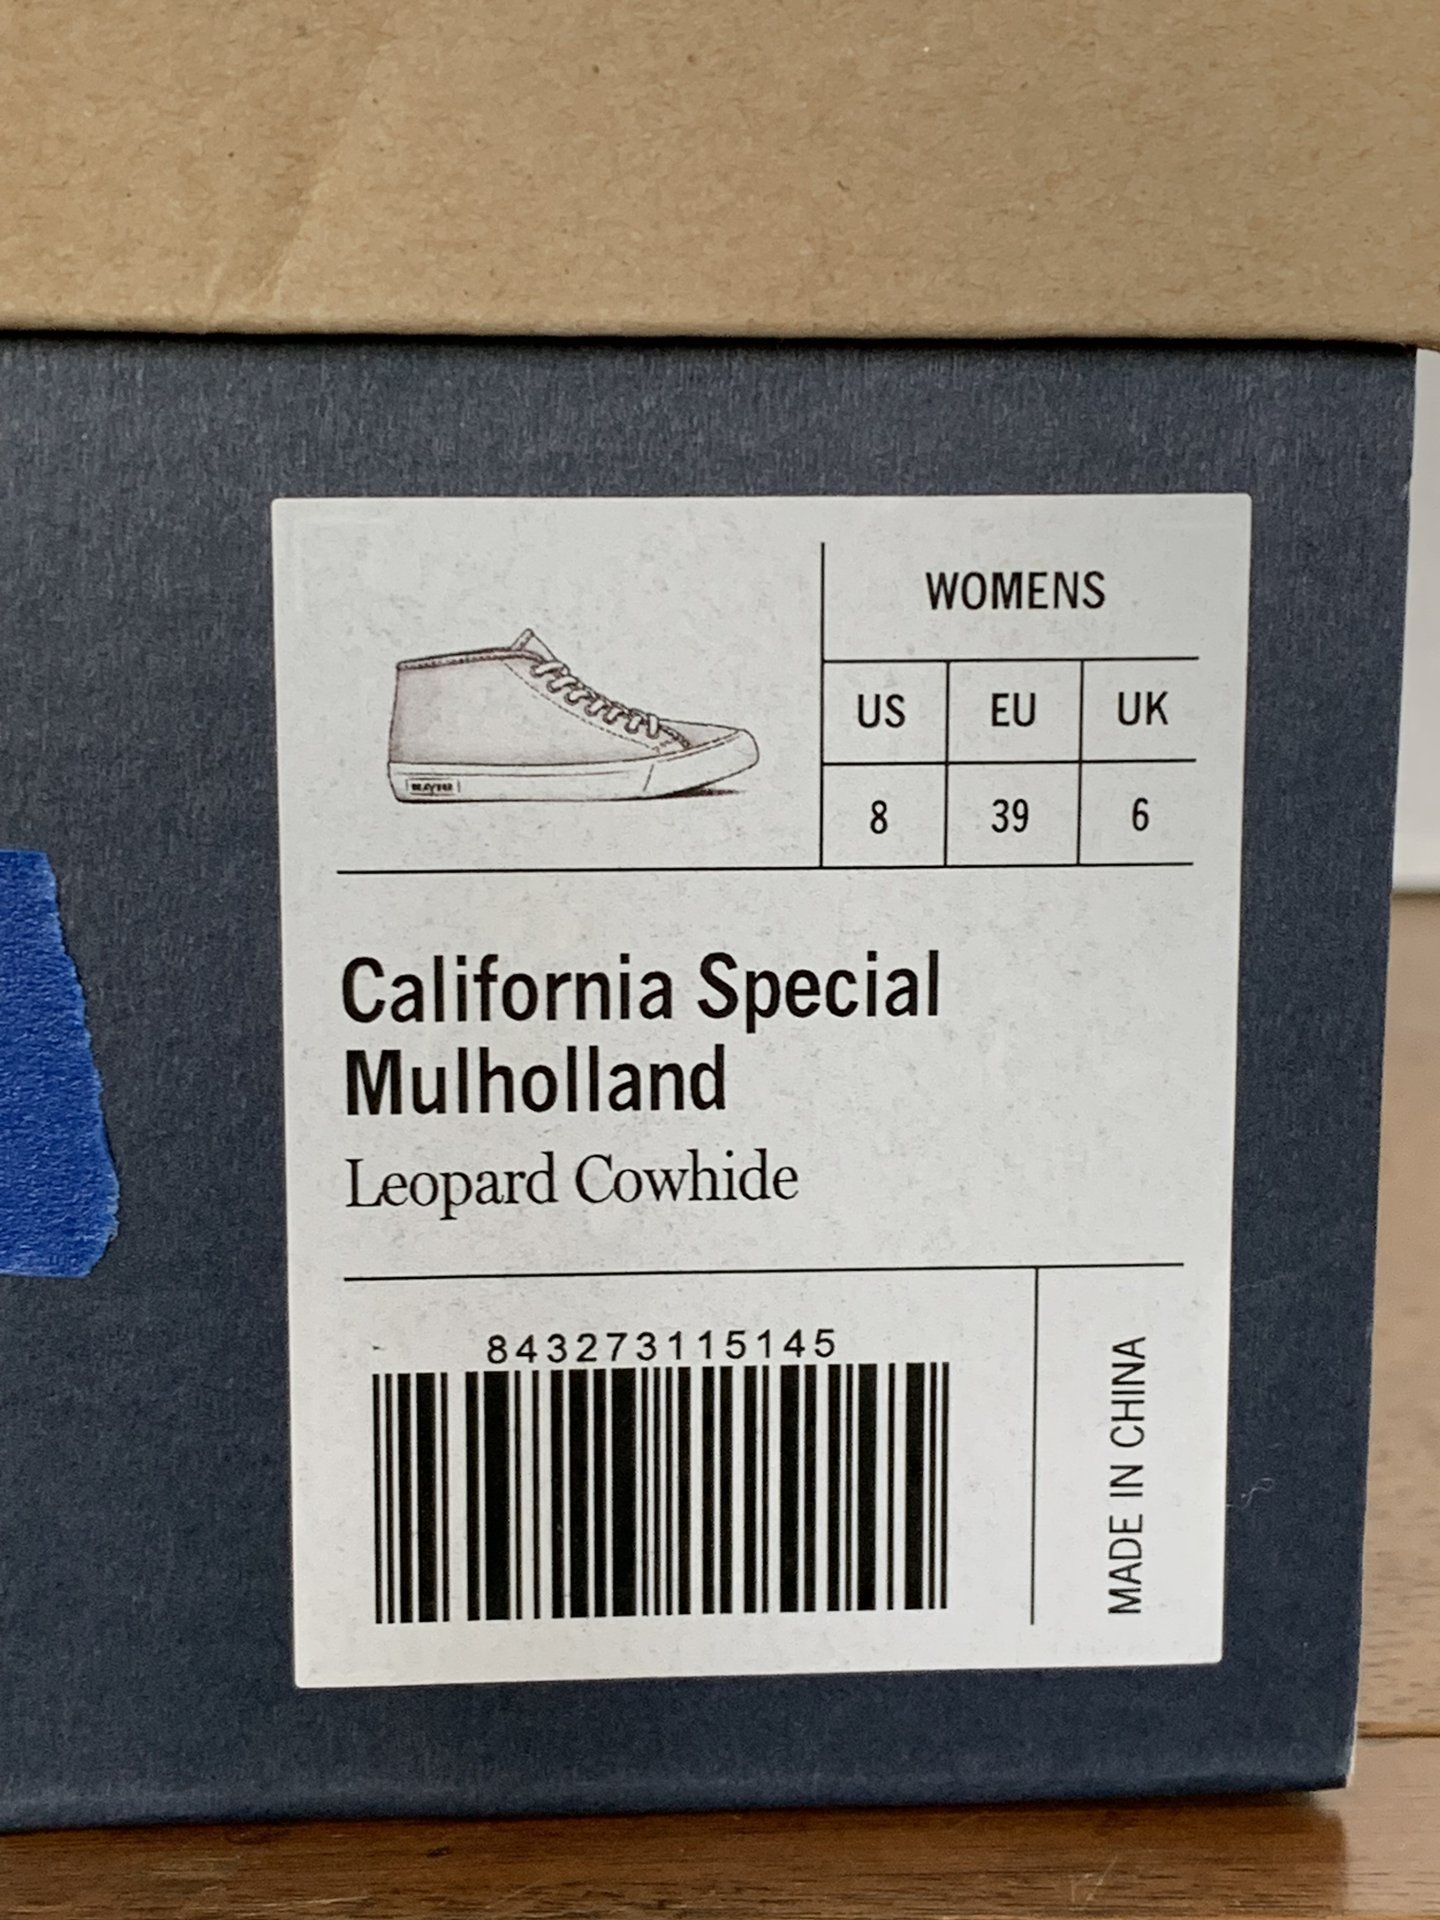 WOMENS
US EU UK
8 39 6
California Special
Mulholland
Leopard Cowhide
843273115145
MADE IN CHINA